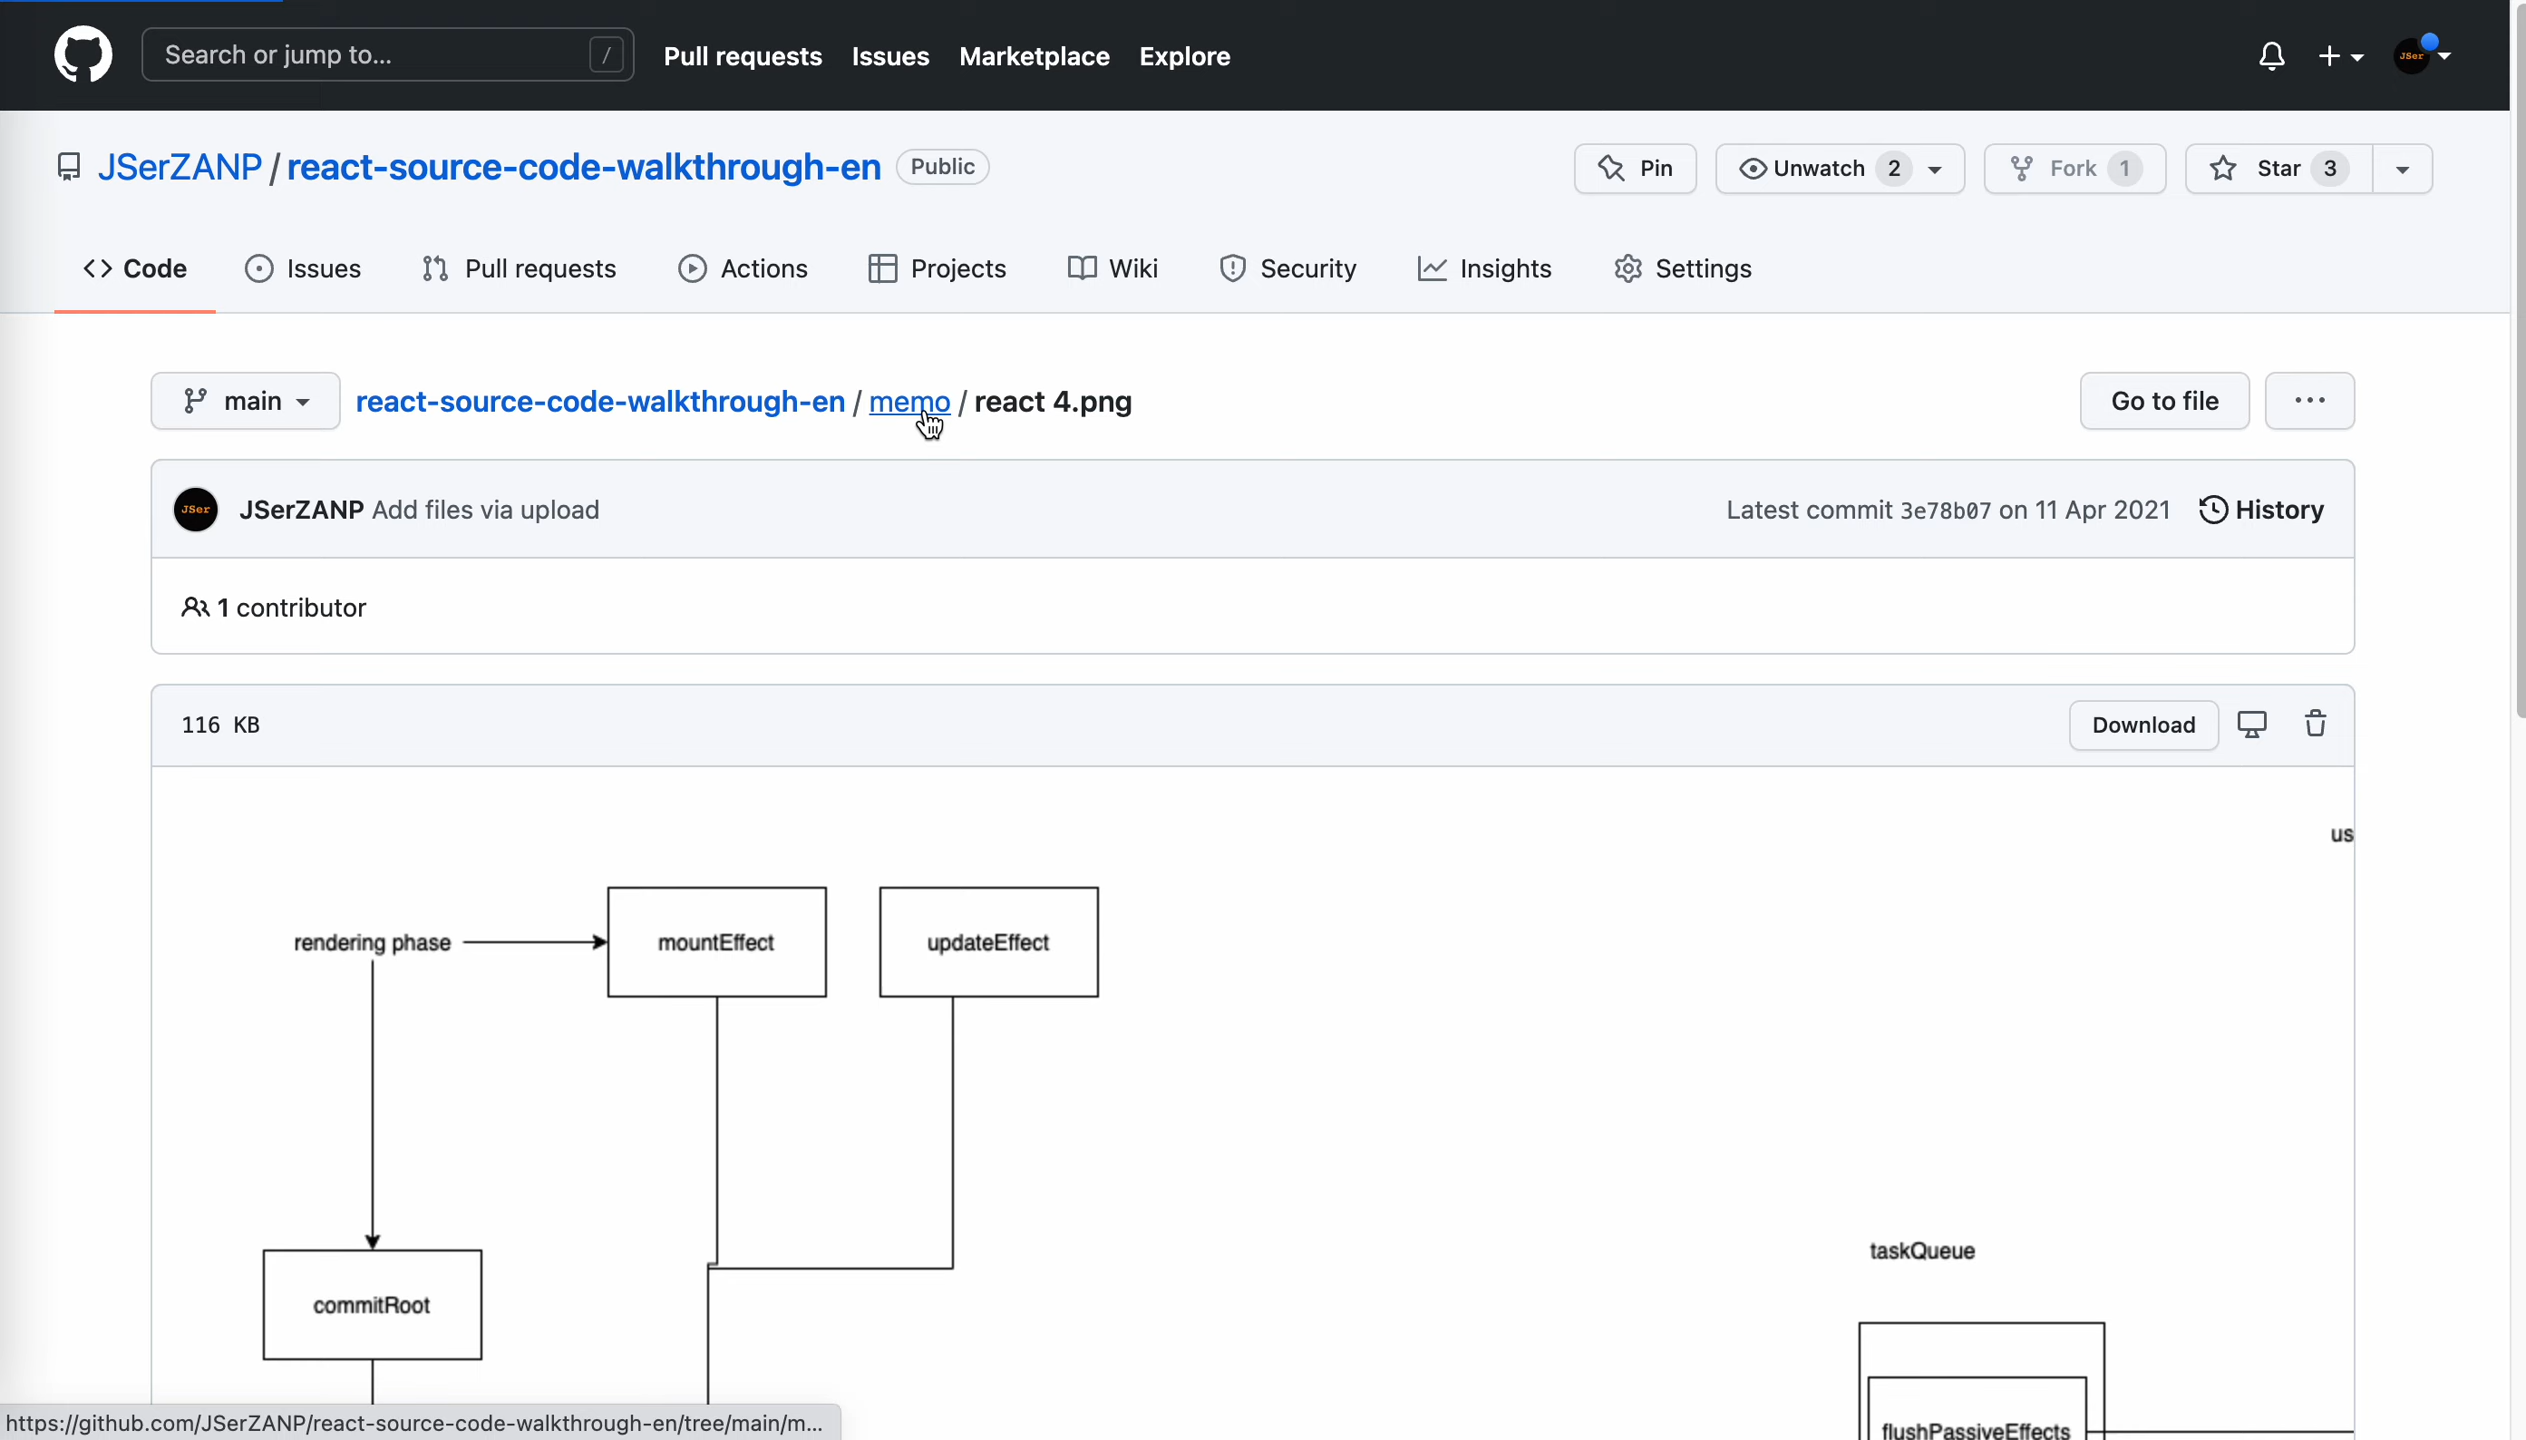 Search or jump to... / Pull requests Issues Marketplace Explore JSer
JSerZANP / react-source-code-walkthrough-en Public Pin Unwatch 2 Fork 1 Star 3
Code Issues Pull requests Actions Projects Wiki Security Insights Settings
main react-source-code-walkthrough-en / memo / react 4.png Go to file ...
JSer JSerZANP Add files via upload Latest commit 3e78b07 on 11 Apr 2021 History
1 contributor
116 KB Download
us
rendering phase mountEffect updateEffect
taskQueue
commitRoot
https://github.com/JSerZANP/react-source-code-walkthrough-en/tree/main/m... flushPassiveEffects